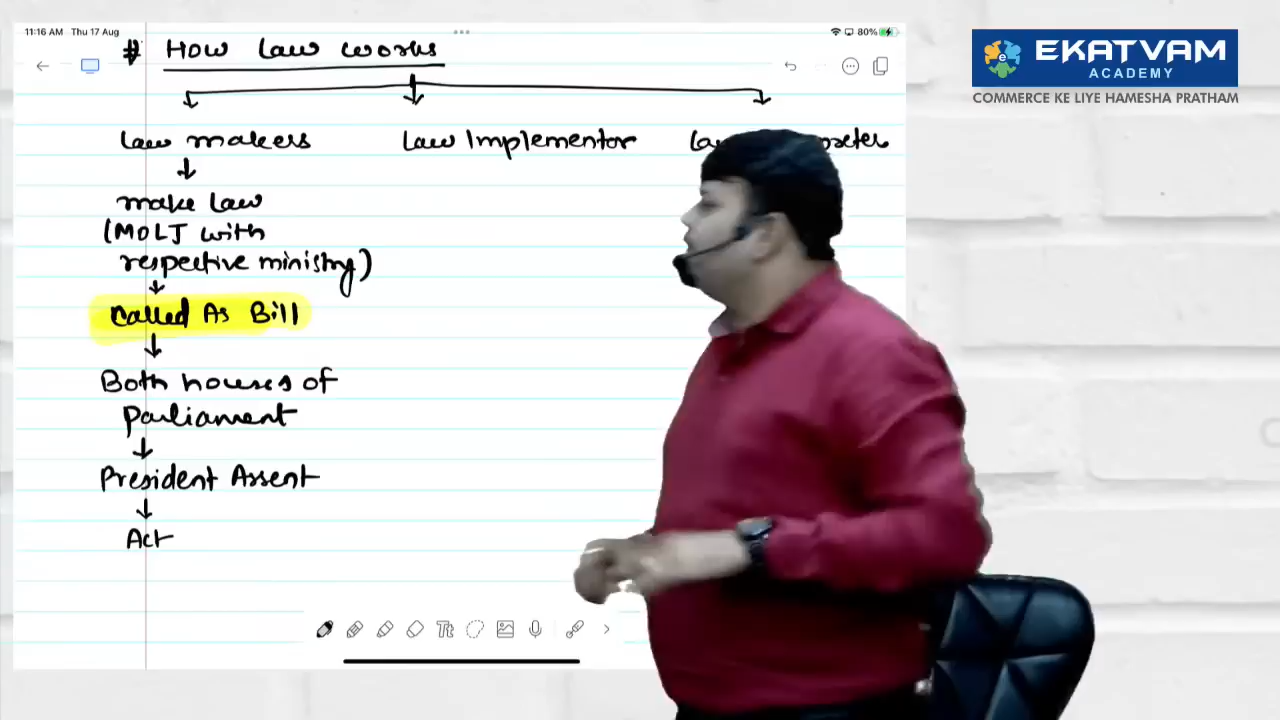 11:16 AM Thu 17 Aug
80%
# How Law works
Law makers
Law Implementor
make Law
(MOLJ with
respective ministry)
Called As Bill
Both houses of
Parliament
President Assent
Act
Tt
EKATVAM
ACADEMY
COMMERCE KE LIYE HAMESHA PRATHAM